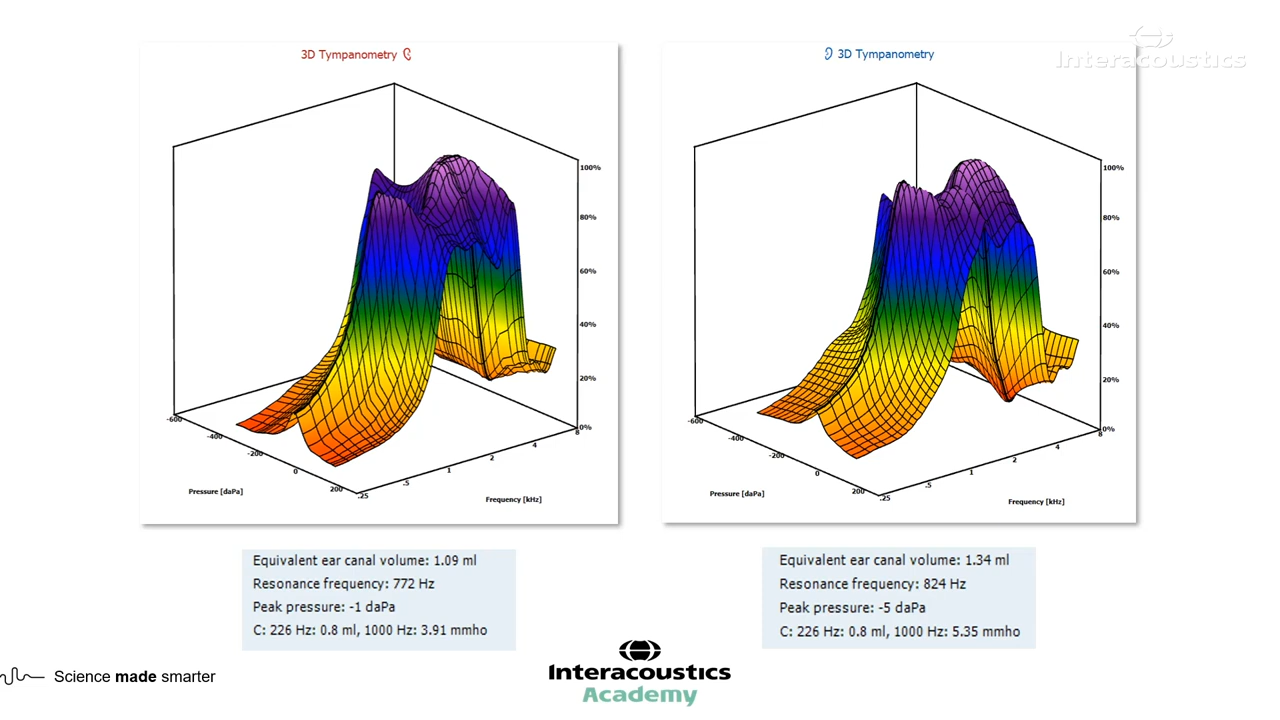 Interacoustics
3D Tympanometry
100%
80%
60%
40%
20%
0%
-600
-400
-200
0
200
.25
.5
1
2
4
8
Pressure [daPa]
Frequency [kHz]
Equivalent ear canal volume: 1.09 ml
Resonance frequency: 772 Hz
Peak pressure: -1 daPa
C: 226 Hz: 0.8 ml, 1000 Hz: 3.91 mmho
3D Tympanometry
100%
80%
60%
40%
20%
0%
-600
-400
-200
0
200
.25
.5
1
2
4
8
Pressure [daPa]
Frequency [kHz]
Equivalent ear canal volume: 1.34 ml
Resonance frequency: 824 Hz
Peak pressure: -5 daPa
C: 226 Hz: 0.8 ml, 1000 Hz: 5.35 mmho
Science made smarter
Interacoustics
Academy